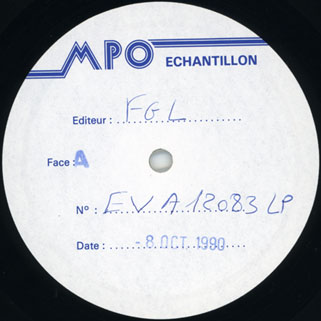 MPO ECHANTILLON
Editeur : FGL
Face : A
N° : EVA 12083 LP
Date : - 8 OCT. 1990